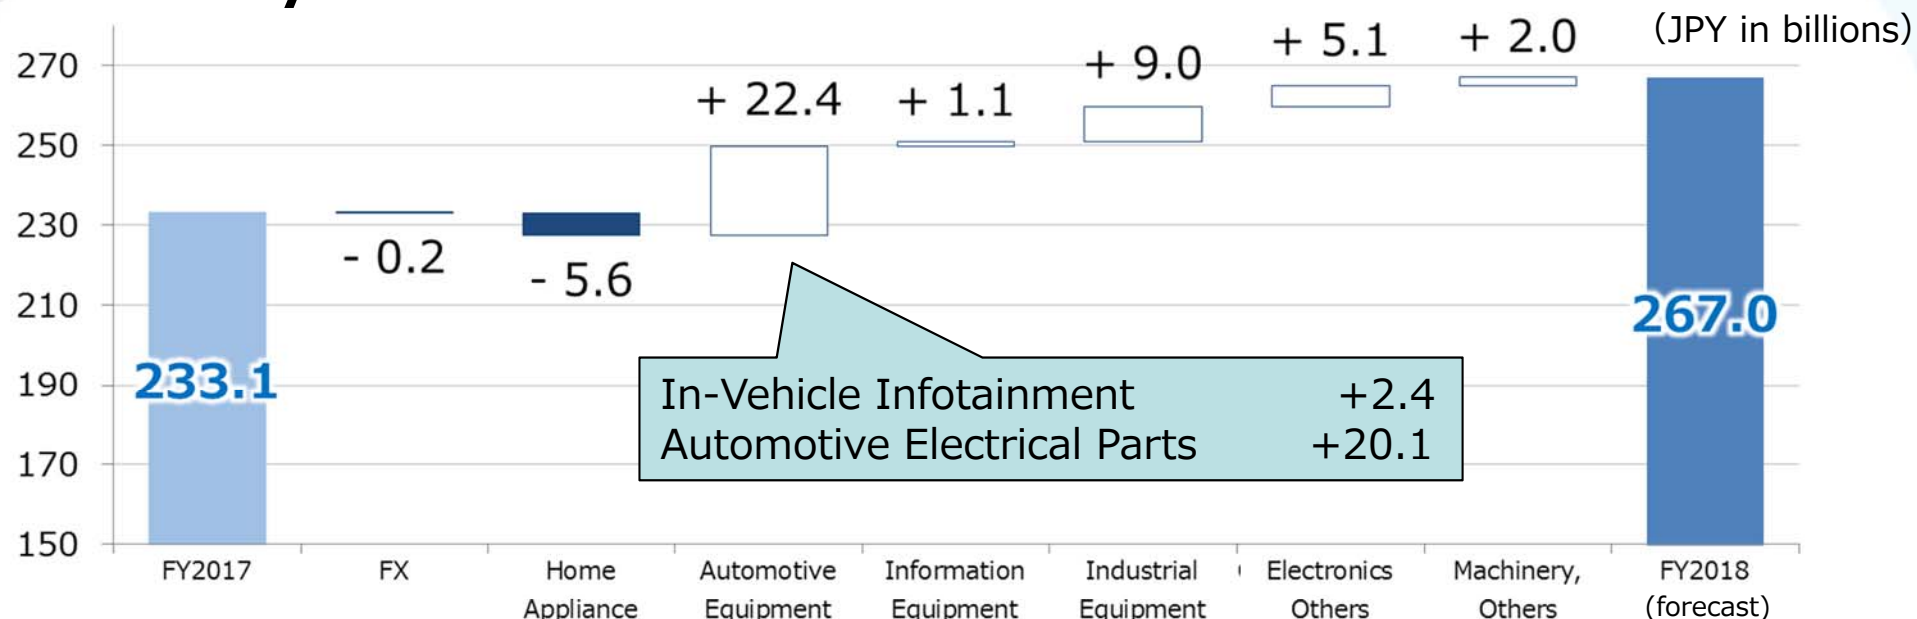 (JPY in billions)
270
250
230
210
190
170
150
233.1
- 0.2
- 5.6
+ 22.4
+ 1.1
+ 9.0
+ 5.1
+ 2.0
267.0
In-Vehicle Infotainment +2.4
Automotive Electrical Parts +20.1
FY2017
FX
Home
Appliance
Automotive
Equipment
Information
Equipment
Industrial
Equipment
Electronics
Others
Machinery,
Others
FY2018
(forecast)